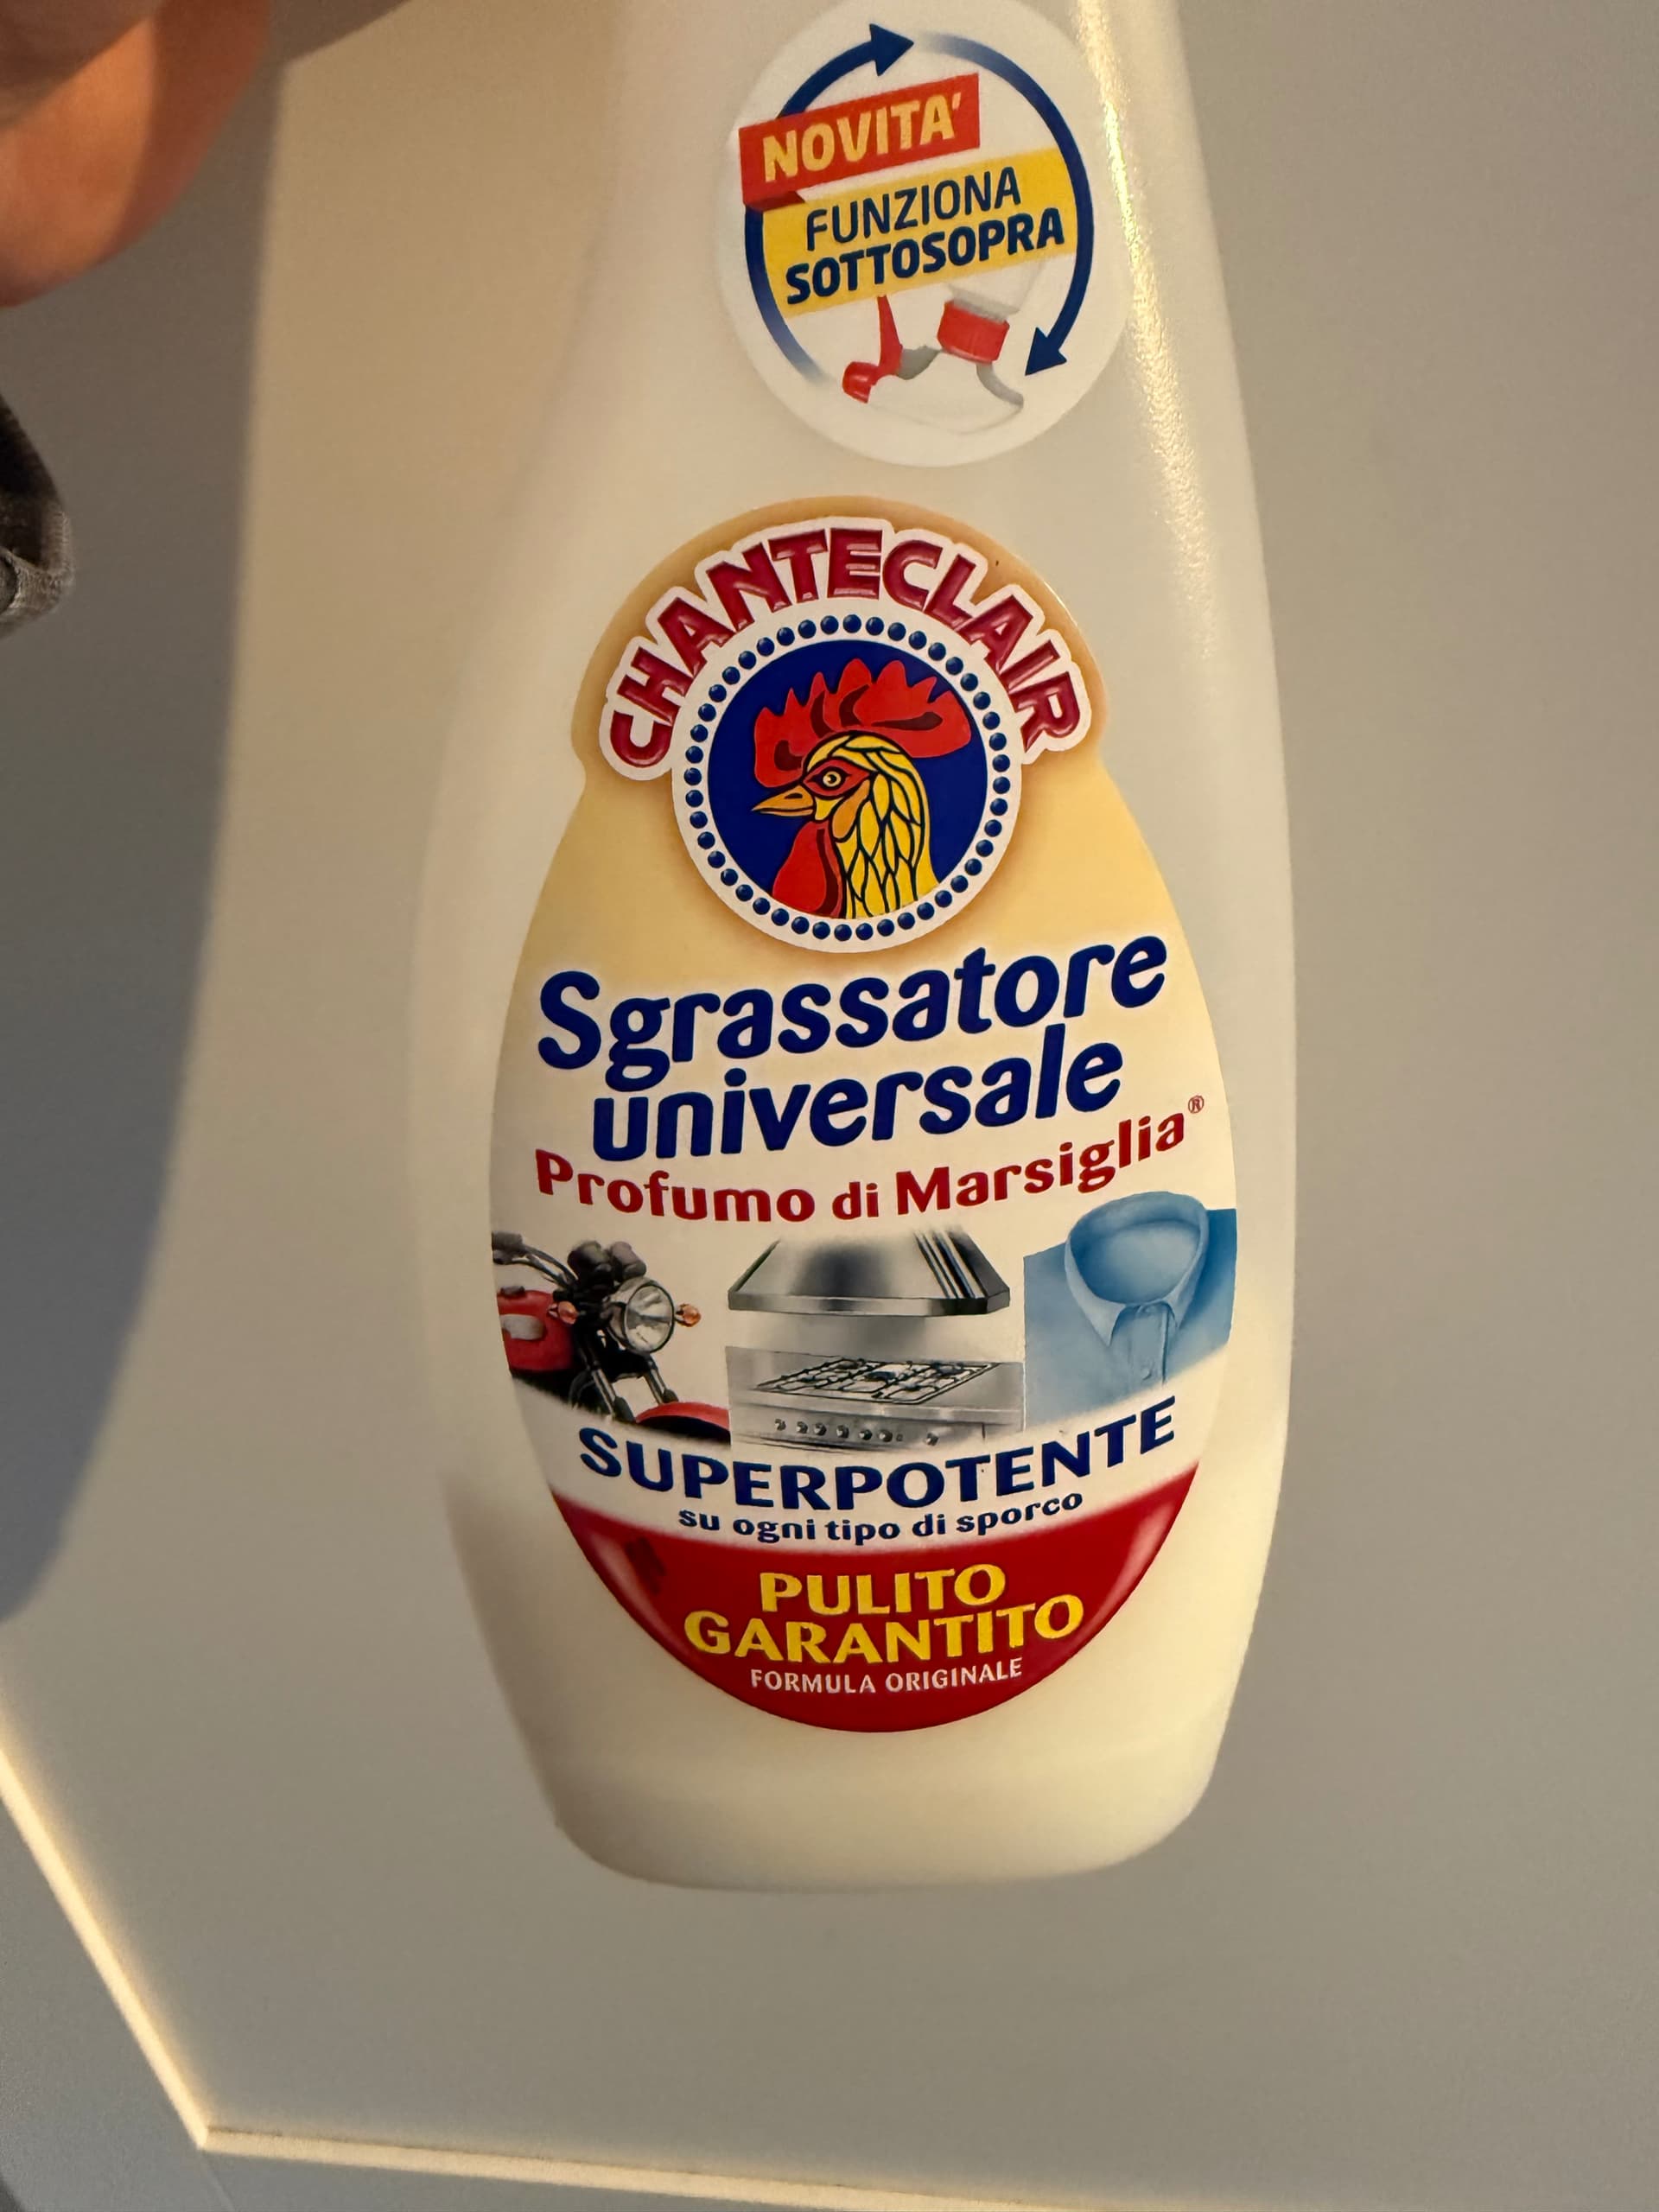 NOVITA'
FUNZIONA
SOTTOSOPRA
CHANTECLAIR
Sgrassatore
universale
Profumo di Marsiglia®
SUPERPOTENTE
su ogni tipo di sporco
PULITO
GARANTITO
FORMULA ORIGINALE